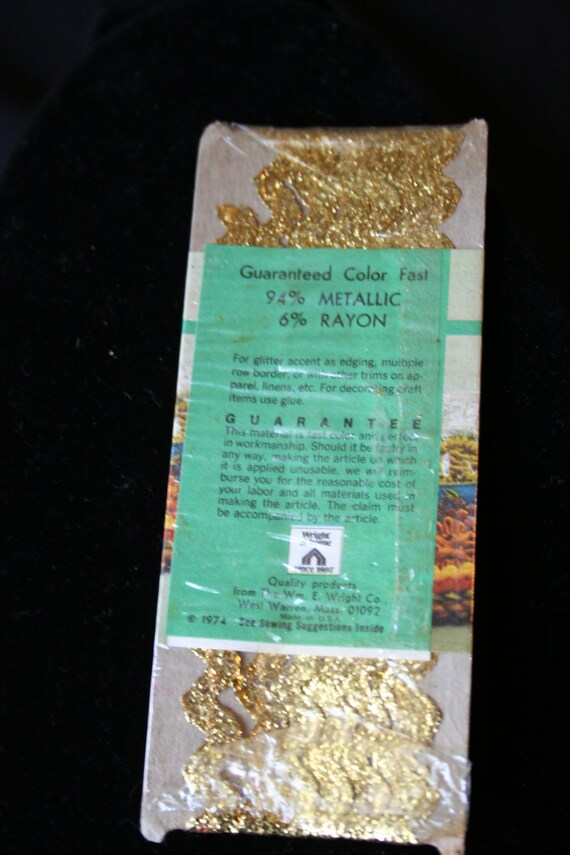 Guaranteed Color Fast
94% METALLIC
6% RAYON
For glitter accent as edging, multiple
row border, or with other trims on ap-
parel, linens, etc. For decorating craft
items use glue.
GUARANTEE
This material is fast color and perfect
in workmanship. Should it be faulty in
any way, making the article on which
it is applied unusable, we will reim-
burse you for the reasonable cost of
your labor and all materials used in
making the article. The claim must
be accompanied by the article.
Wright
since 1897
Quality products
from The Wm. E. Wright Co.,
West Warren, Mass. 01092
Made in U.S.A.
© 1974 See Sewing Suggestions Inside